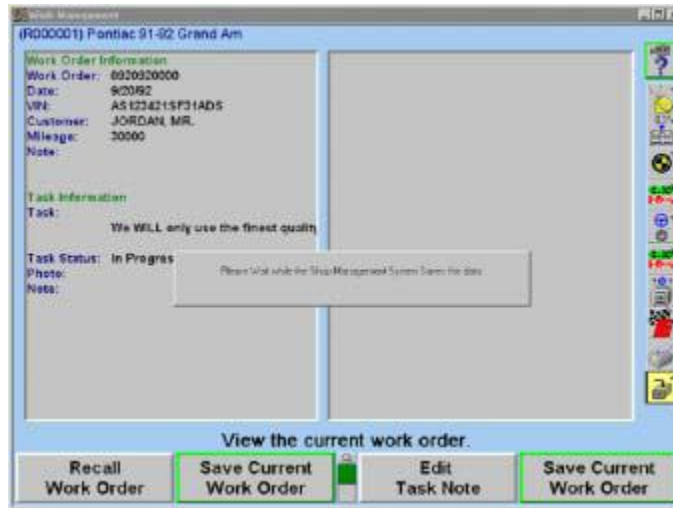 Work Management
(R000001) Pontiac 91-92 Grand Am
Work Order Information
Work Order: 0920920000
Date: 9/20/92
VIN: AS123421SF31ADS
Customer: JORDAN, MR.
Mileage: 30000
Note:
Task Information
Task:
We WILL only use the finest quality
Task Status: In Progres
Photo:
Note:
Please Wait while the Shop Management System Saves the data
View the current work order.
Recall
Work Order
Save Current
Work Order
Edit
Task Note
Save Current
Work Order